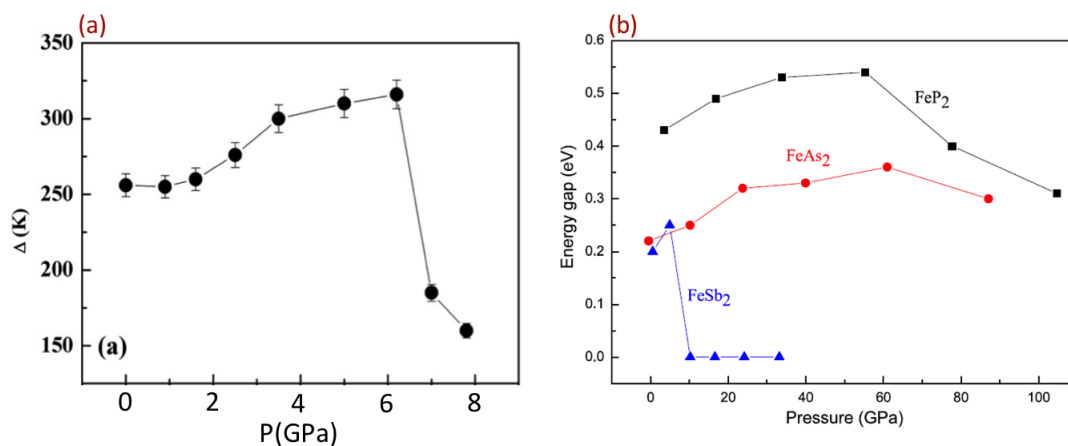 (a)
350
300
250
200
150
Δ (K)
(a)
0 2 4 6 8
P(GPa)
(b)
0.6
0.5
0.4
0.3
0.2
0.1
0.0
Energy gap (eV)
FeP2
FeAs2
FeSb2
0 20 40 60 80 100
Pressure (GPa)